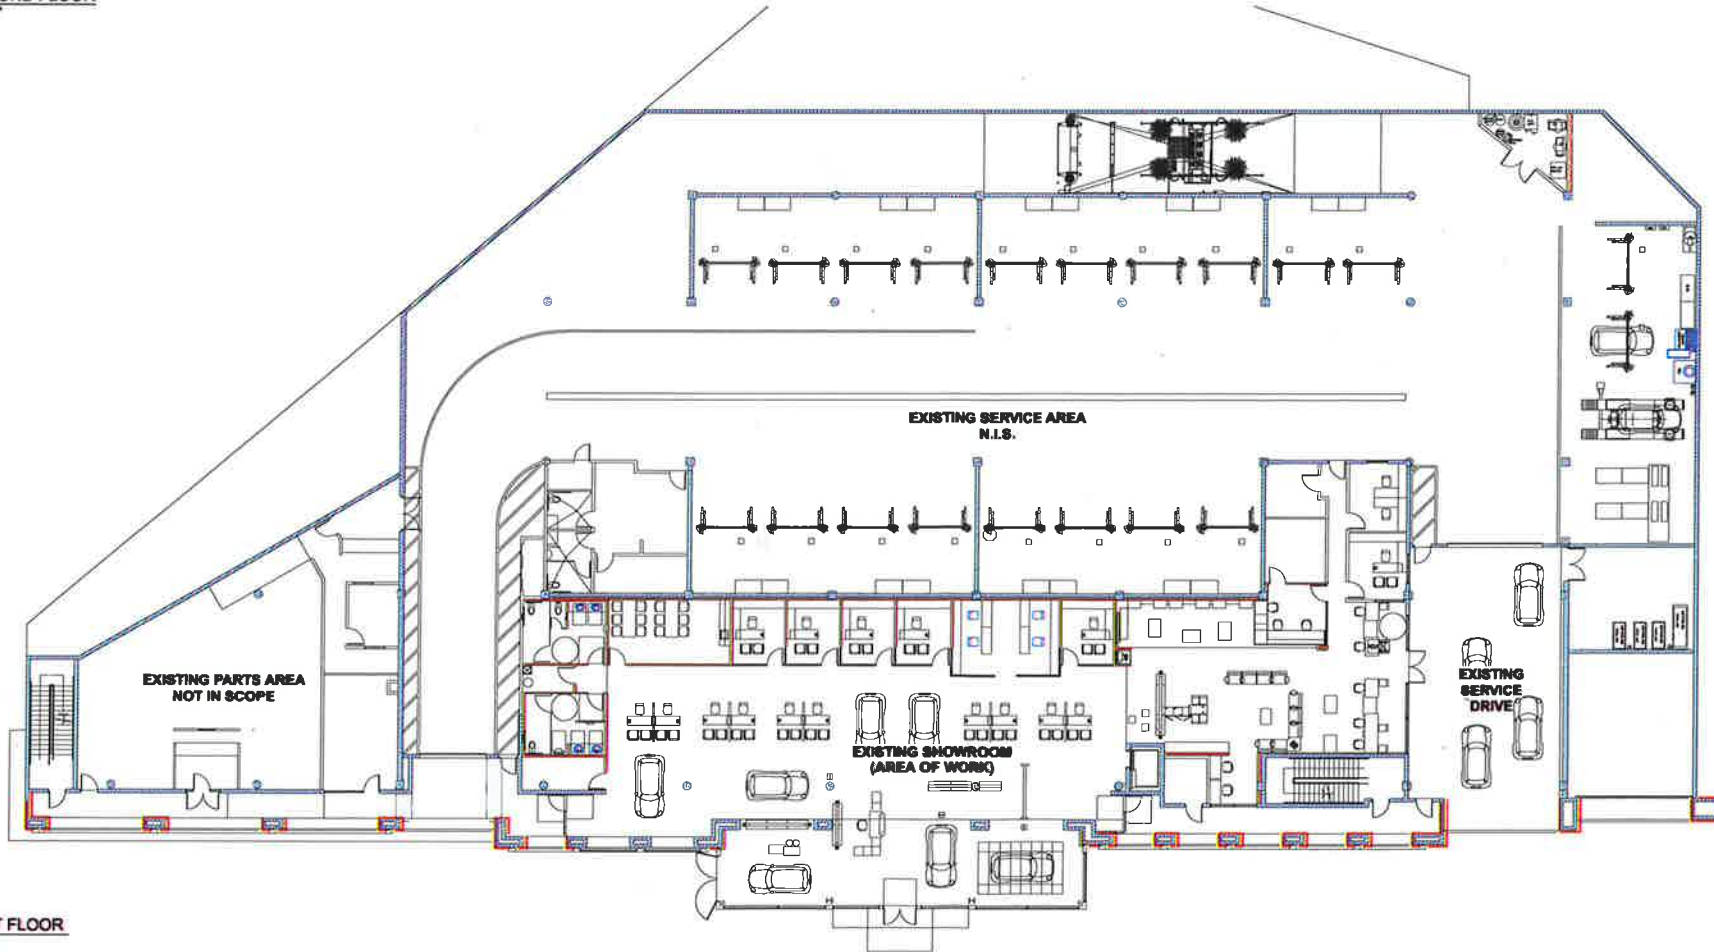 EXISTING SERVICE AREA
N.I.S.
EXISTING PARTS AREA
NOT IN SCOPE
EXISTING
SERVICE
DRIVE
EXISTING SHOWROOM
(AREA OF WORK)
FLOOR